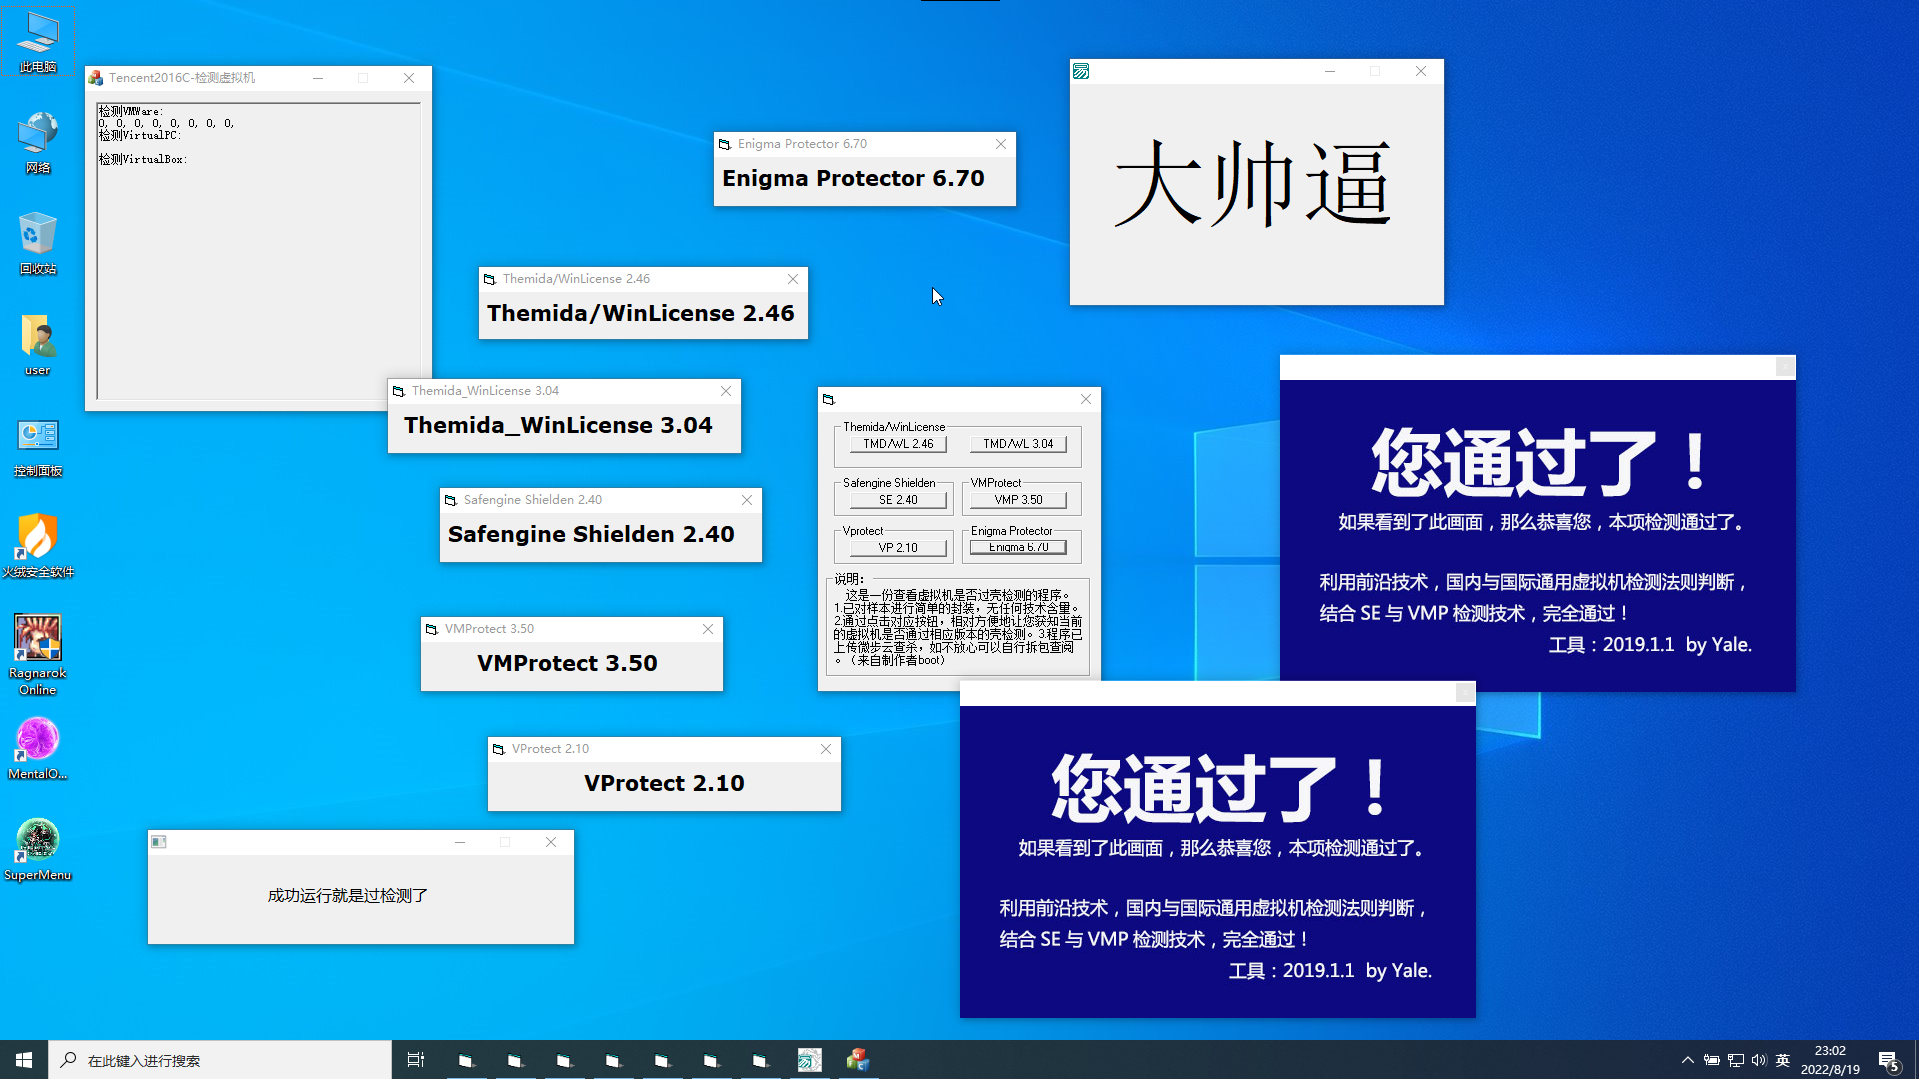 此电脑
网络
回收站
user
控制面板
火绒安全软件
Ragnarok
Online
MentalO...
SuperMenu
Tencent2016C-检测虚拟机
检测VMWare:
0, 0, 0, 0, 0, 0, 0, 0,
检测VirtualPC:
检测VirtualBox:
Enigma Protector 6.70
Enigma Protector 6.70
大帅逼
Themida/WinLicense 2.46
Themida/WinLicense 2.46
Themida_WinLicense 3.04
Themida_WinLicense 3.04
Safengine Shielden 2.40
Safengine Shielden 2.40
VMProtect 3.50
VMProtect 3.50
VProtect 2.10
VProtect 2.10
成功运行就是过检测了
Themida/WinLicense
TMD/WL 2.46
TMD/WL 3.04
Safengine Shielden
SE 2.40
VMProtect
VMP 3.50
Vprotect
VP 2.10
Enigma Protector
Enigma 6.70
说明：
这是一份查看虚拟机是否过壳检测的程序。
1.已对样本进行简单的封装，无任何技术含量。
2.通过点击对应按钮，相对方便地让您获知当前
的虚拟机是否通过相应版本的壳检测。3.程序已
上传微步云查杀，如不放心可以自行拆包查阅
。（来自制作者boot）
您通过了！
如果看到了此画面，那么恭喜您，本项检测通过了。
利用前沿技术，国内与国际通用虚拟机检测法则判断，
结合 SE 与 VMP 检测技术，完全通过！
工具：2019.1.1 by Yale.
您通过了！
如果看到了此画面，那么恭喜您，本项检测通过了。
利用前沿技术，国内与国际通用虚拟机检测法则判断，
结合 SE 与 VMP 检测技术，完全通过！
工具：2019.1.1 by Yale.
在此键入进行搜索
英
23:02
2022/8/19
5